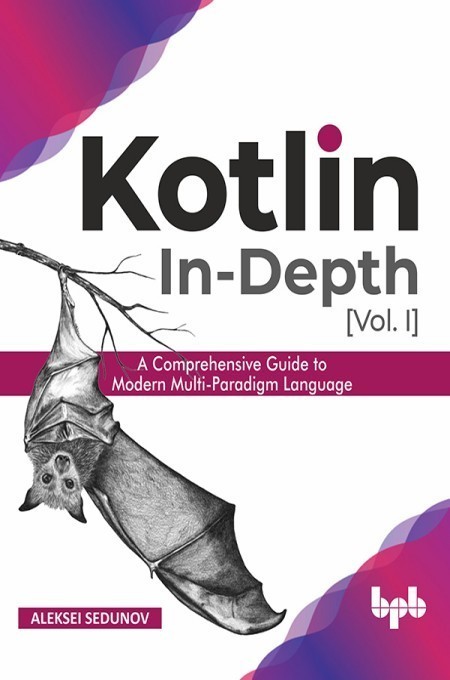 Kotlin
In-Depth
[Vol. I]
A Comprehensive Guide to
Modern Multi-Paradigm Language
ALEKSEI SEDUNOV
bpb